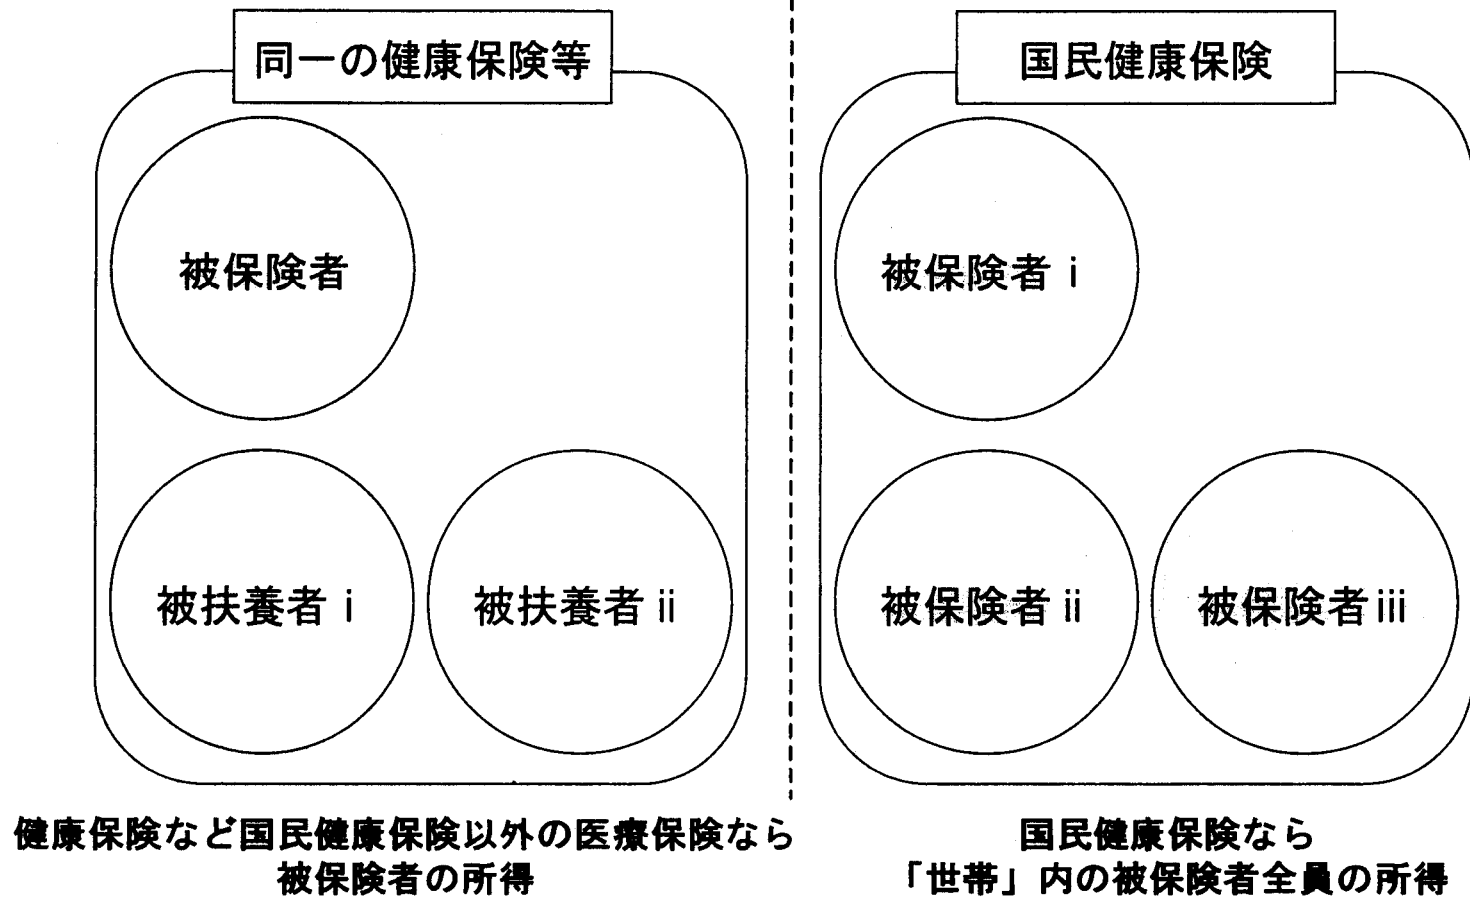 同一の健康保険等
被保険者
被扶養者 i
被扶養者 ii
健康保険など国民健康保険以外の医療保険なら
被保険者の所得
国民健康保険
被保険者 i
被保険者 ii
被保険者 iii
国民健康保険なら
「世帯」内の被保険者全員の所得